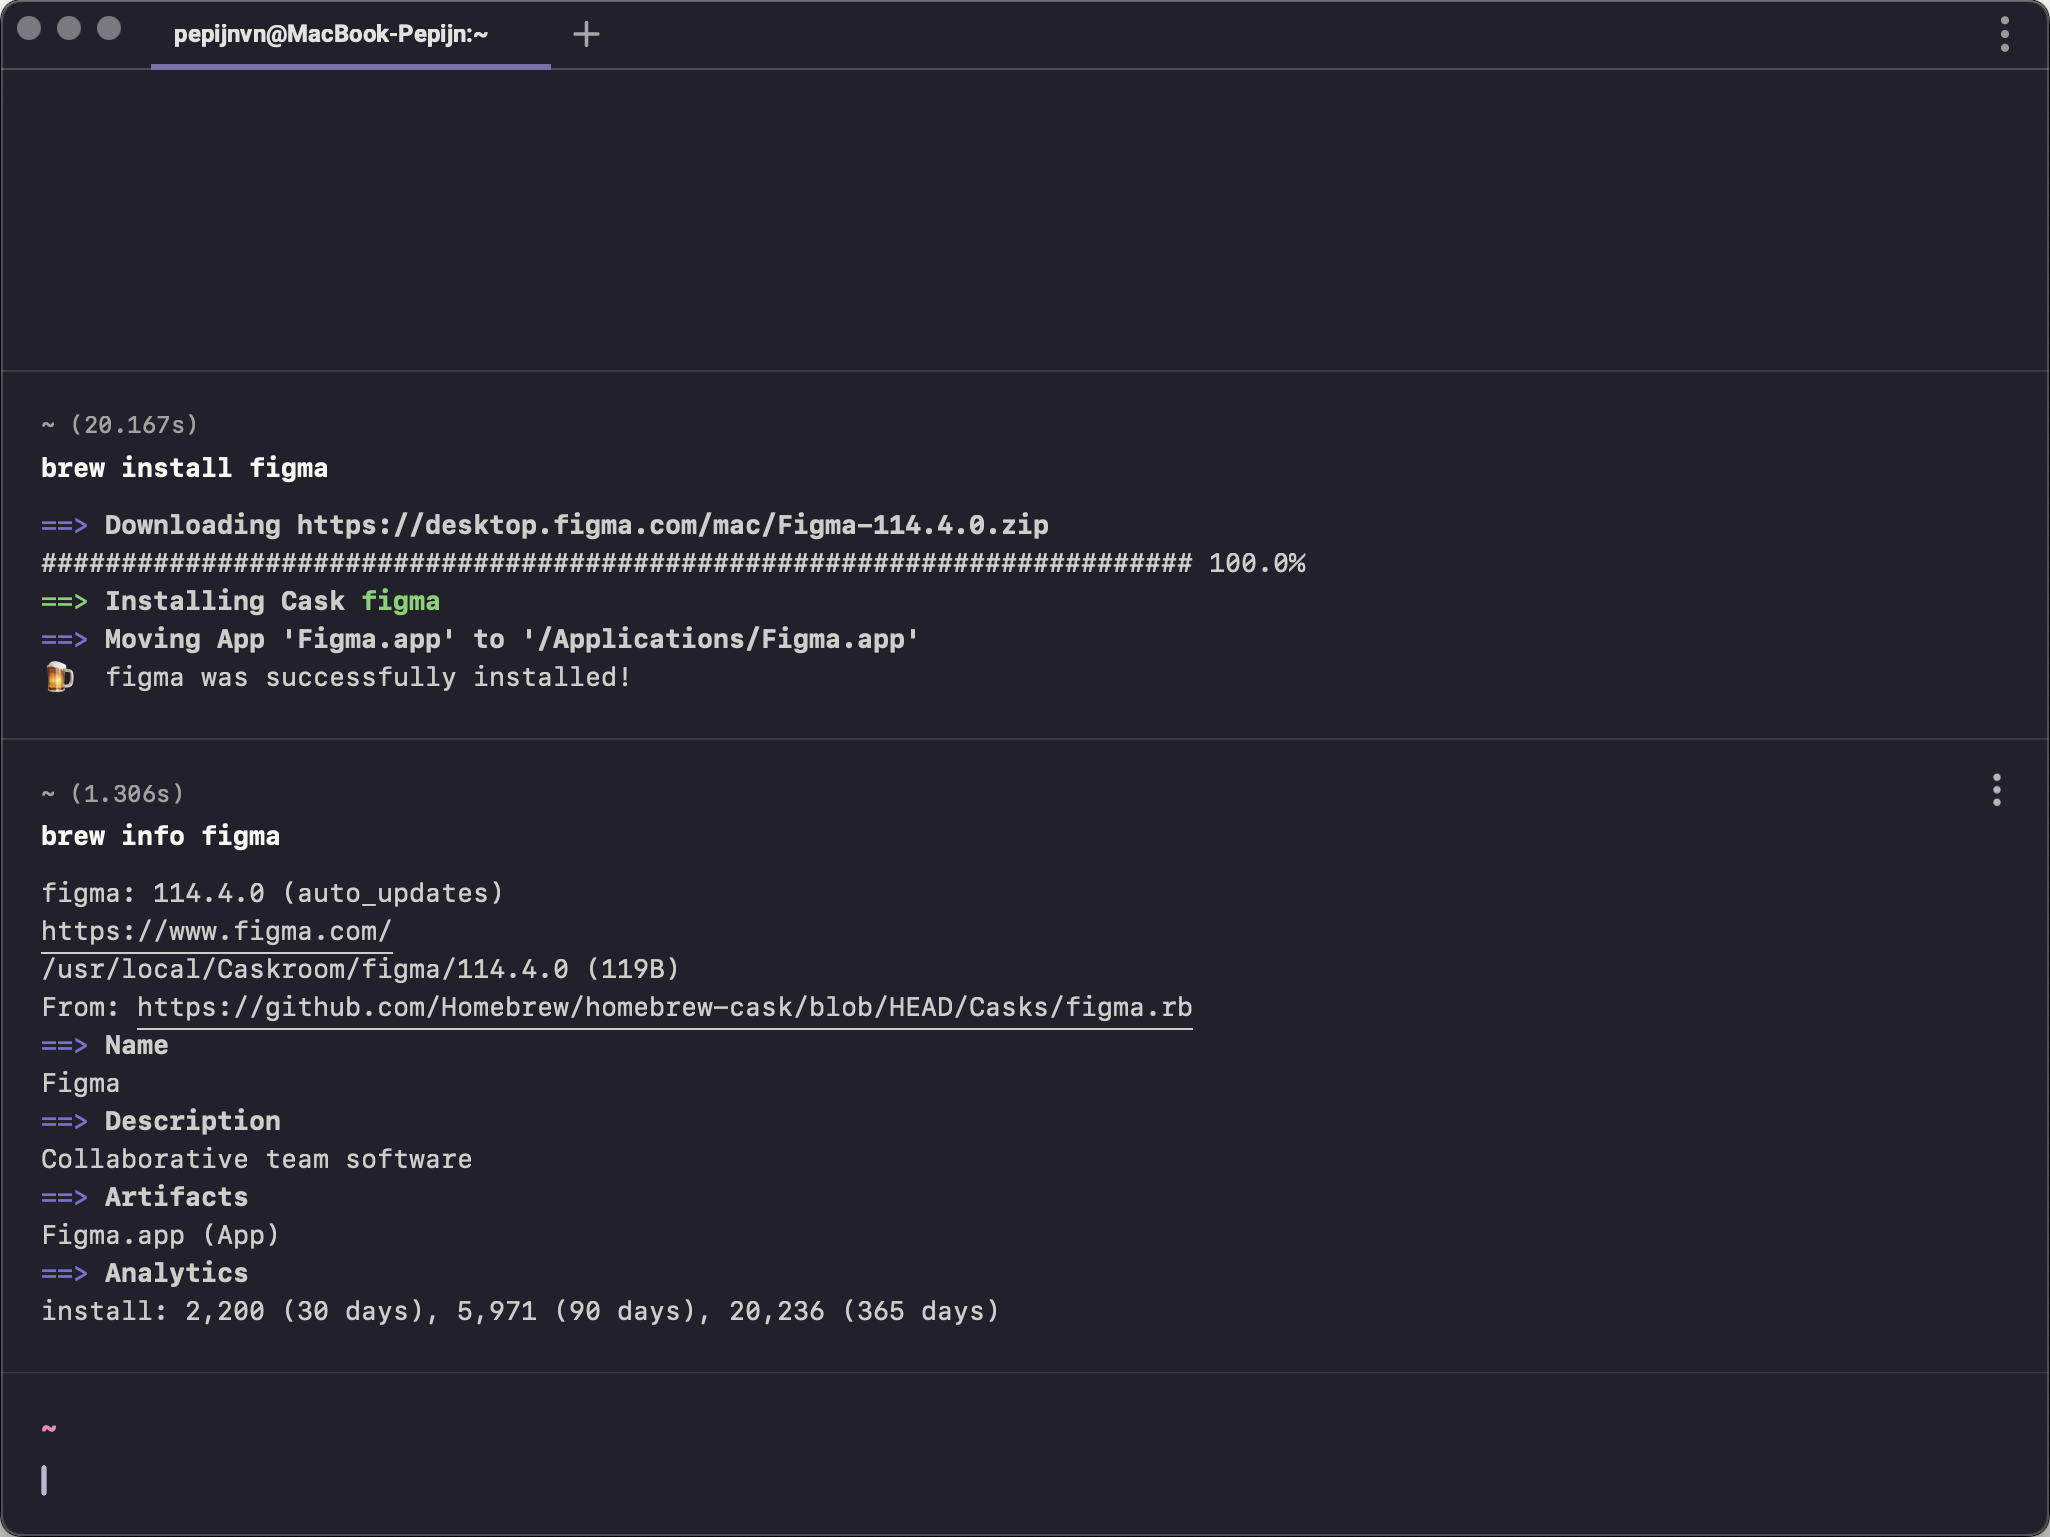 pepijnvn@MacBook-Pepijn:~
~ (20.167s)
brew install figma
==> Downloading https://desktop.figma.com/mac/Figma-114.4.0.zip
######################################################################## 100.0%
==> Installing Cask figma
==> Moving App 'Figma.app' to '/Applications/Figma.app'
🍺  figma was successfully installed!
~ (1.306s)
brew info figma
figma: 114.4.0 (auto_updates)
https://www.figma.com/
/usr/local/Caskroom/figma/114.4.0 (119B)
From: https://github.com/Homebrew/homebrew-cask/blob/HEAD/Casks/figma.rb
==> Name
Figma
==> Description
Collaborative team software
==> Artifacts
Figma.app (App)
==> Analytics
install: 2,200 (30 days), 5,971 (90 days), 20,236 (365 days)
~